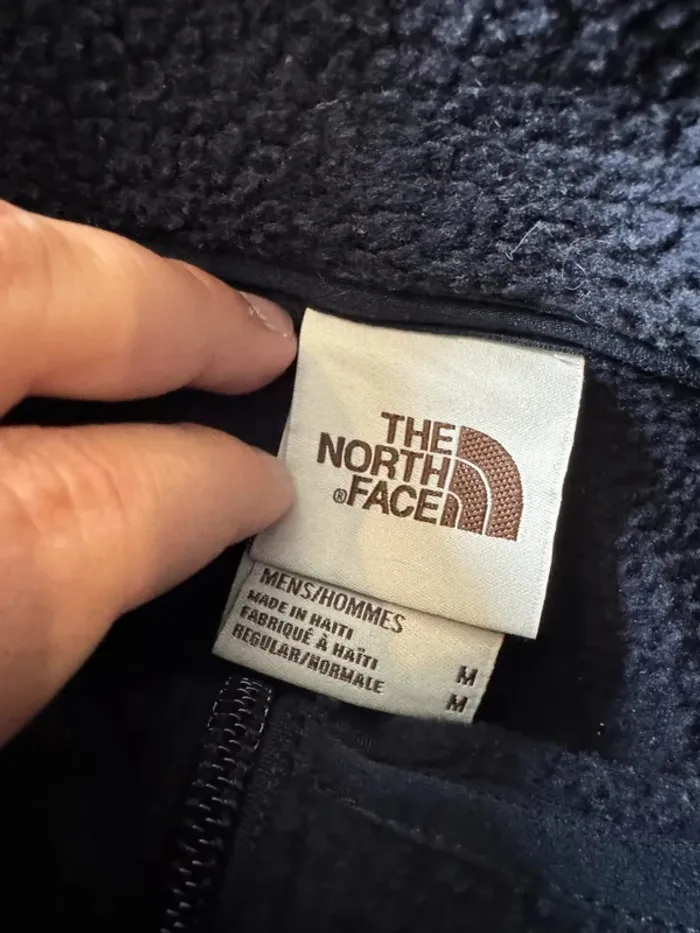 THE
NORTH
®FACE
MENS/HOMMES
MADE IN HAITI
FABRIQUÉ À HAÏTI
REGULAR/NORMALE
M
M